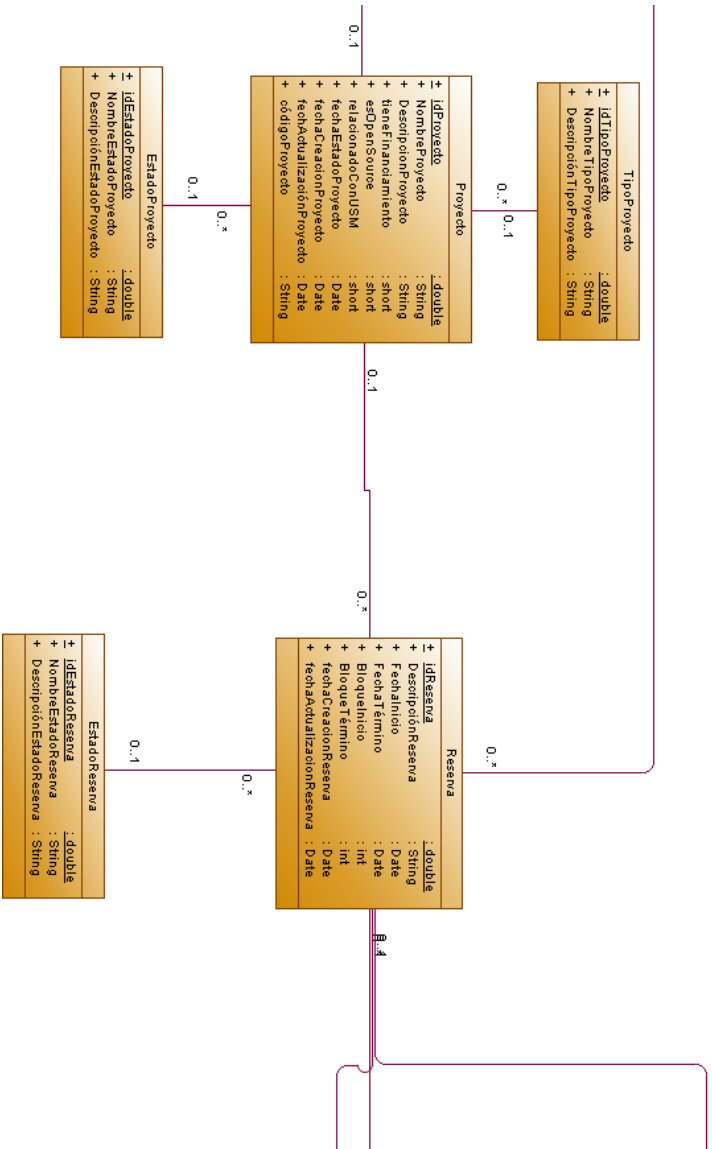 TipoProyecto
+ idTipoProyecto : double
+ NombreTipoProyecto : String
+ DescripciónTipoProyecto : String
0..1
0..*
Proyecto
+ idProyecto : double
+ NombreProyecto : String
+ DescripcionProyecto : String
+ tieneFinanciamiento : short
+ esOpenSource : short
+ relacionadoConUSM : short
+ fechaEstadoProyecto : Date
+ fechaCreacionProyecto : Date
+ fechActualizaciónProyecto : Date
+ códigoProyecto : String
0..1
0..1
0..*
0..*
0..1
EstadoProyecto
+ idEstadoProyecto : double
+ NombreEstadoProyecto : String
+ DescripciónEstadoProyecto : String
0..*
Reserva
+ idReserva : double
+ DescripciónReserva : String
+ FechaInicio : Date
+ FechaTérmino : Date
+ BloqueInicio : int
+ BloqueTérmino : int
+ fechaCreacionReserva : Date
+ fechaActualizacionReserva : Date
0..*
0..1
EstadoReserva
+ idEstadoReserva : double
+ NombreEstadoReserva : String
+ DescripciónEstadoReserva : String